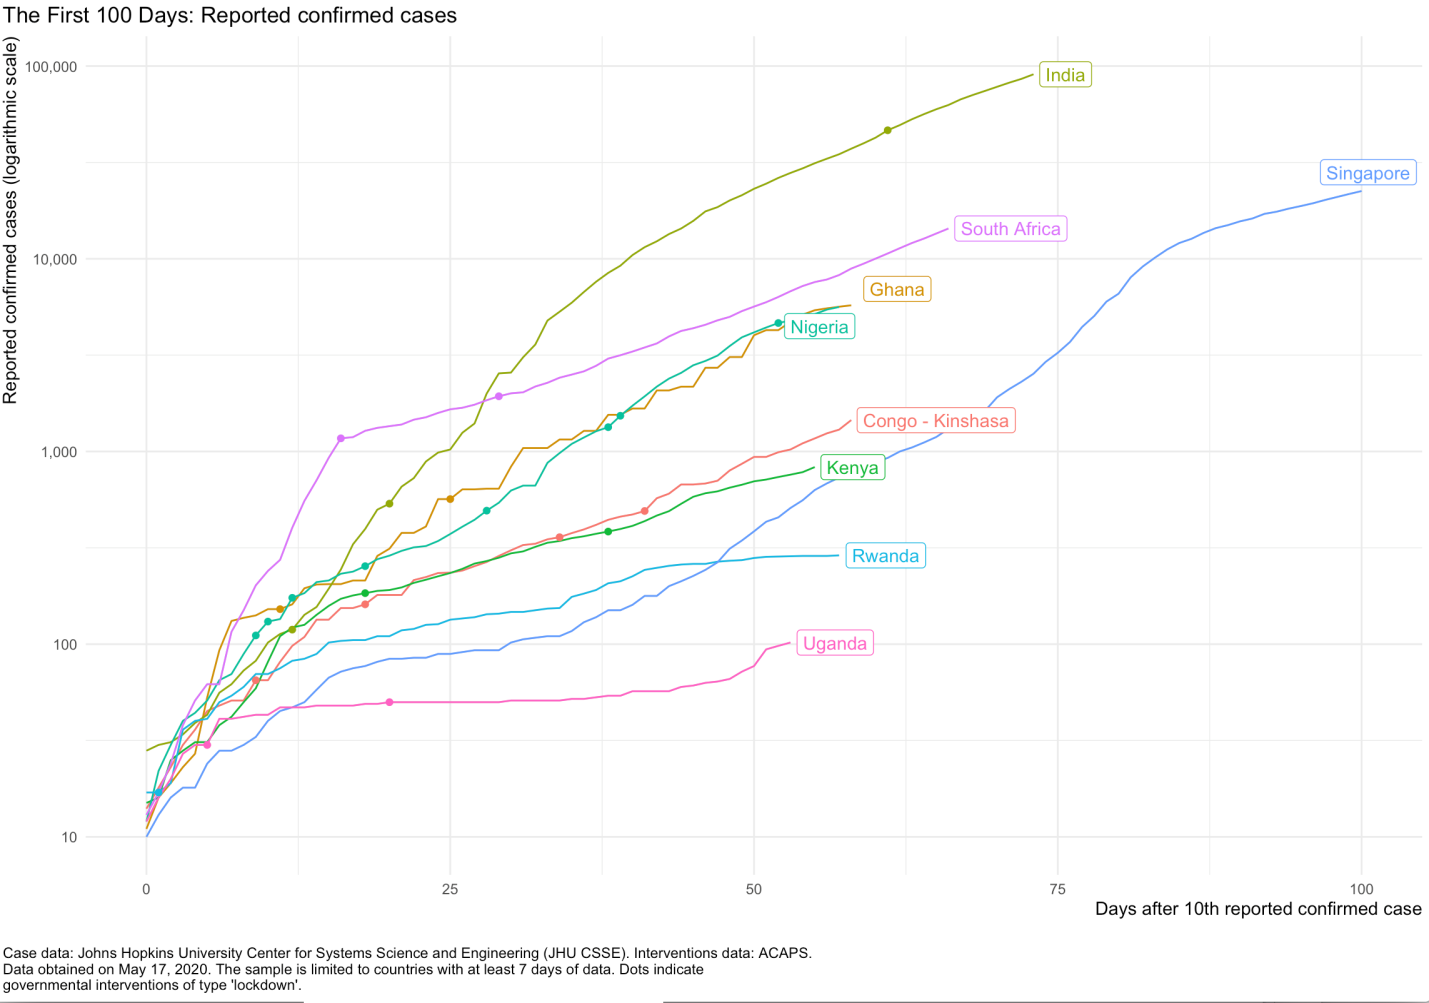 The First 100 Days: Reported confirmed cases
Reported confirmed cases (logarithmic scale)
100,000
10,000
1,000
100
10
India
Singapore
South Africa
Ghana
Nigeria
Congo - Kinshasa
Kenya
Rwanda
Uganda
0 25 50 75 100
Days after 10th reported confirmed case
Case data: Johns Hopkins University Center for Systems Science and Engineering (JHU CSSE). Interventions data: ACAPS.
Data obtained on May 17, 2020. The sample is limited to countries with at least 7 days of data. Dots indicate
governmental interventions of type 'lockdown'.